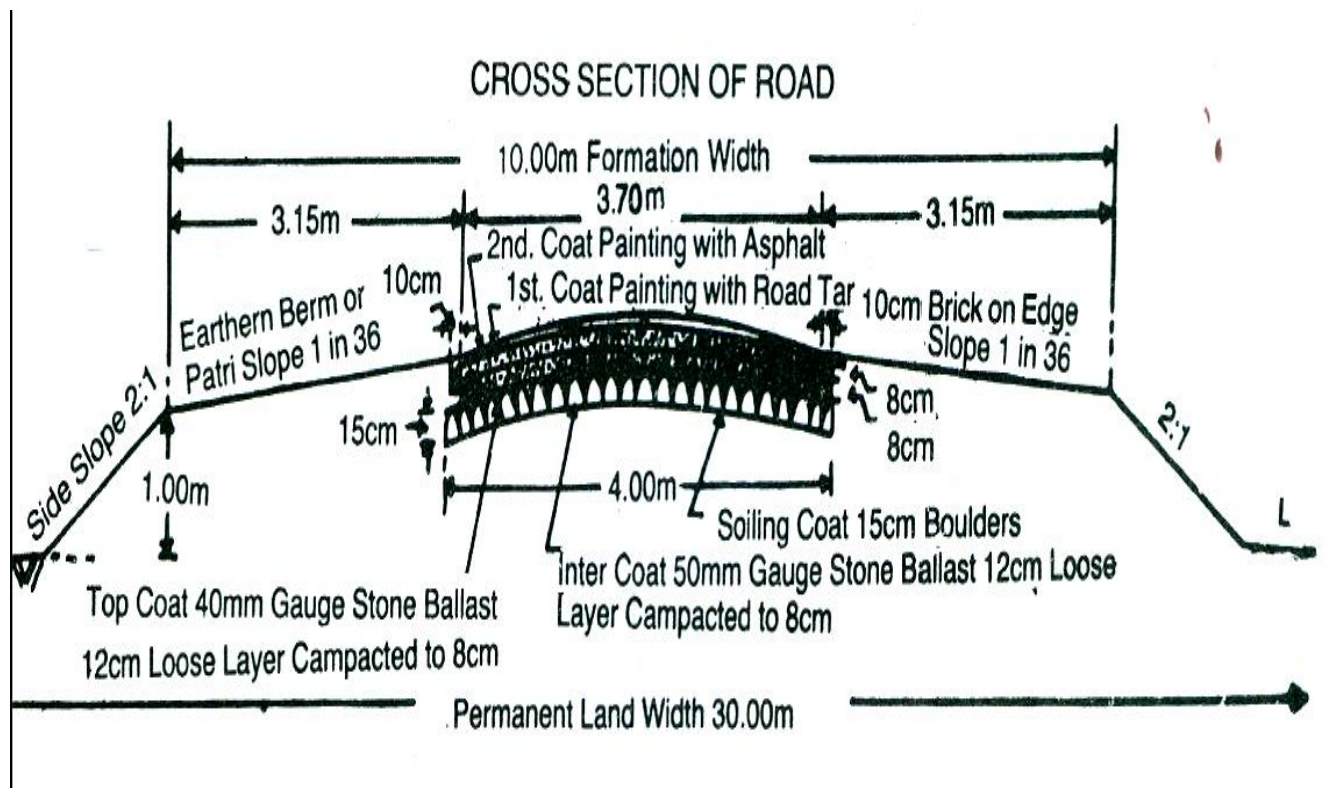 CROSS SECTION OF ROAD
10.00m Formation Width
3.15m
3.70m
3.15m
2nd. Coat Painting with Asphalt
10cm
1st. Coat Painting with Road Tar
10cm Brick on Edge
Slope 1 in 36
Earthern Berm or
Patri Slope 1 in 36
Side Slope 2:1
15cm
8cm
8cm
2:1
1.00m
4.00m
L
Soiling Coat 15cm Boulders
Inter Coat 50mm Gauge Stone Ballast 12cm Loose
Layer Campacted to 8cm
Top Coat 40mm Gauge Stone Ballast
12cm Loose Layer Campacted to 8cm
Permanent Land Width 30.00m